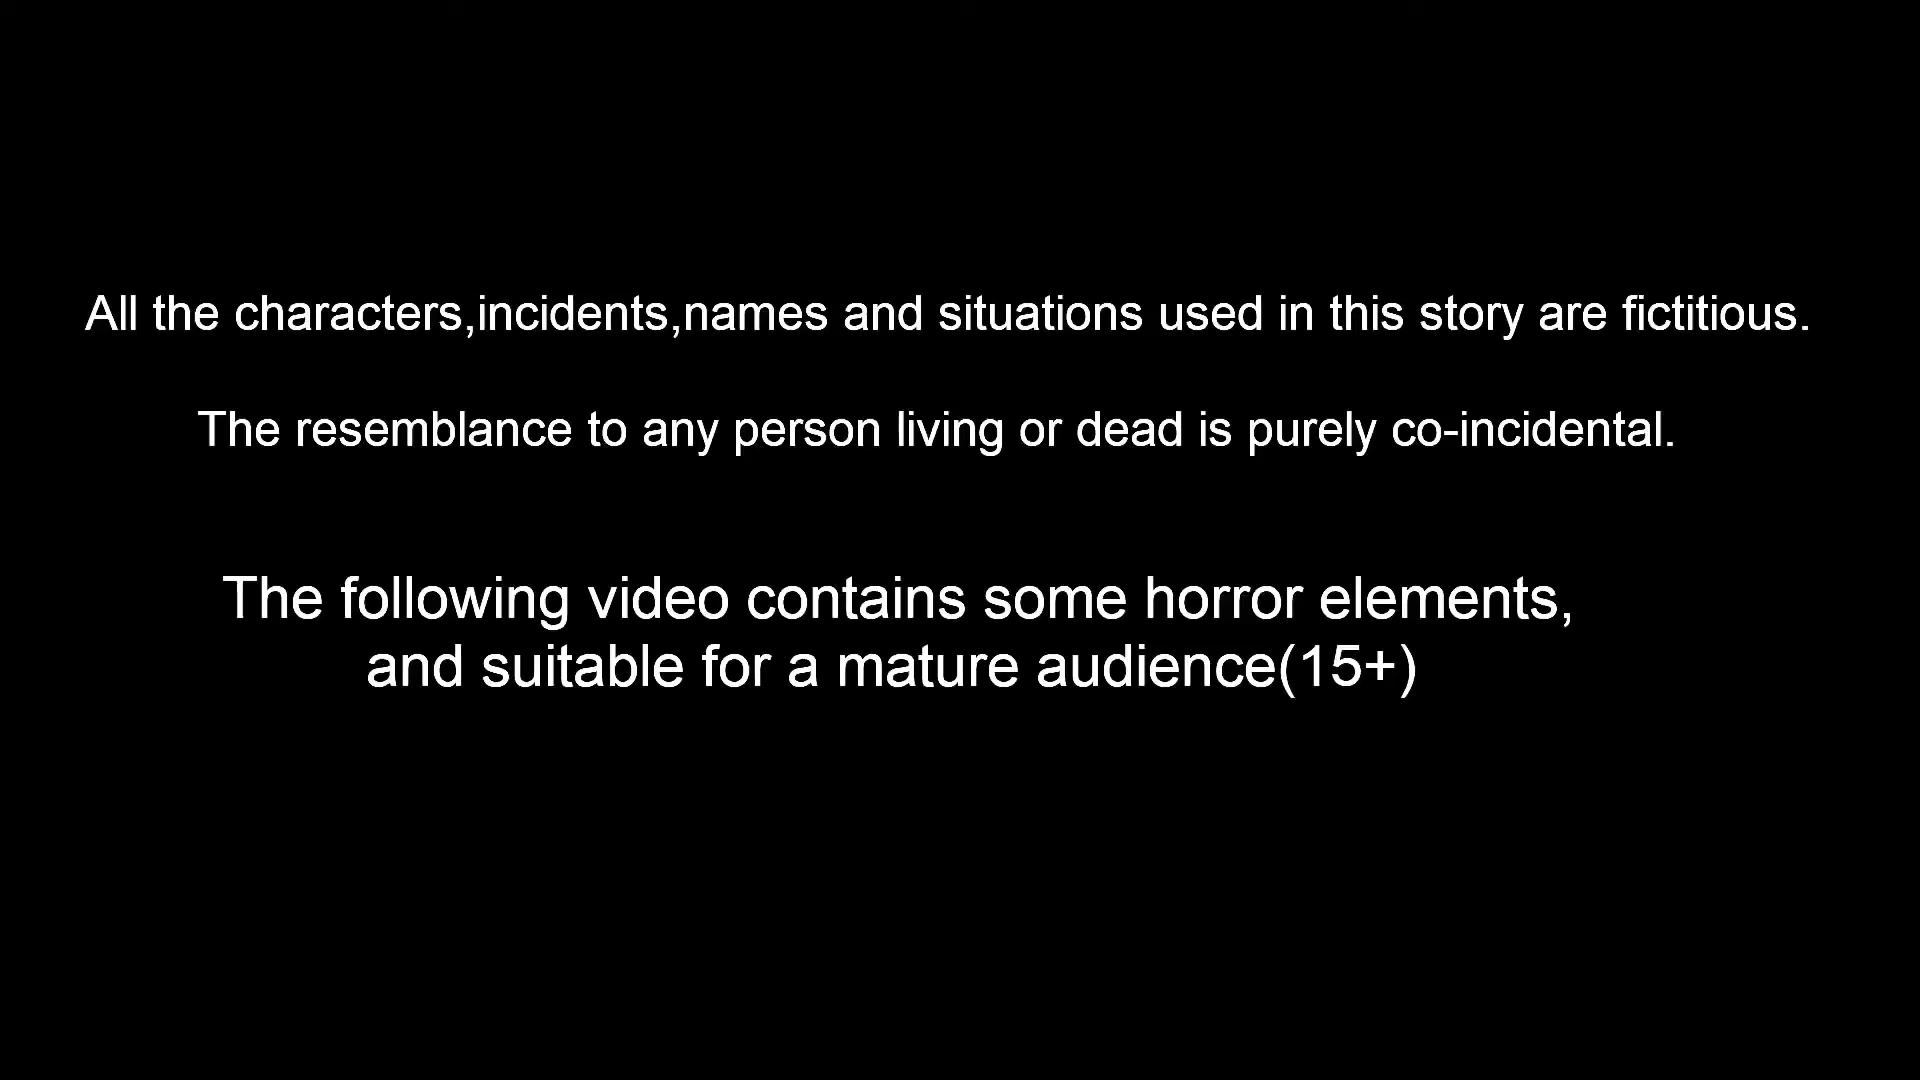 All the characters,incidents,names and situations used in this story are fictitious.
The resemblance to any person living or dead is purely co-incidental.
The following video contains some horror elements,
and suitable for a mature audience(15+)